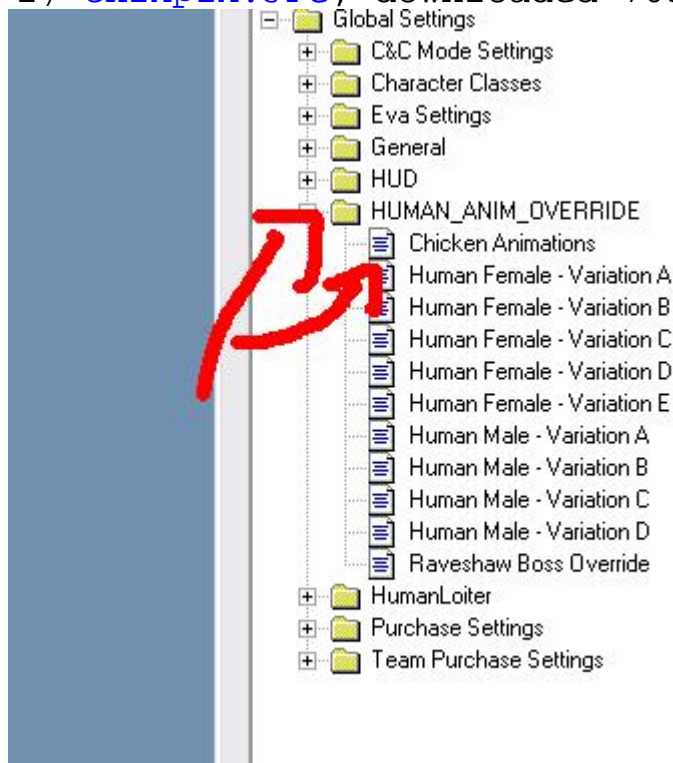 Global Settings
C&C Mode Settings
Character Classes
Eva Settings
General
HUD
HUMAN_ANIM_OVERRIDE
Chicken Animations
Human Female - Variation A
Human Female - Variation B
Human Female - Variation C
Human Female - Variation D
Human Female - Variation E
Human Male - Variation A
Human Male - Variation B
Human Male - Variation C
Human Male - Variation D
Raveshaw Boss Override
HumanLoiter
Purchase Settings
Team Purchase Settings